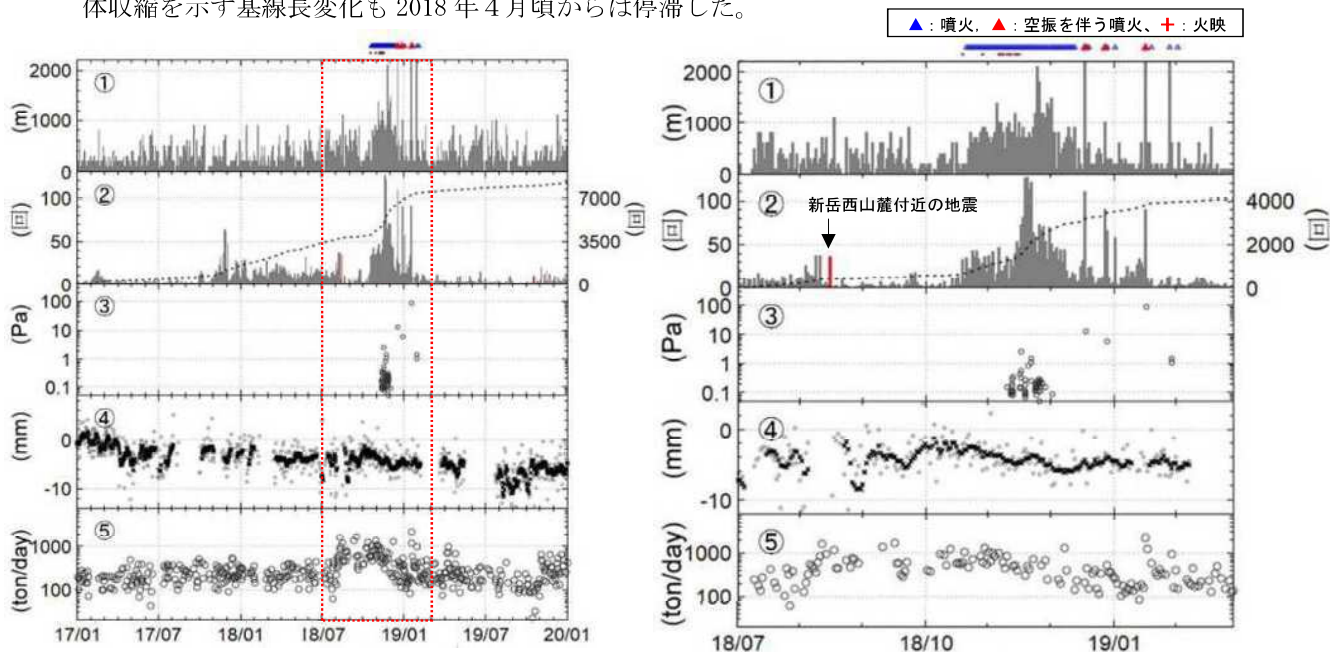 体収縮を示す基線長変化も 2018 年４月頃からは停滞した。
▲：噴火, ▲：空振を伴う噴火、＋：火映
①
(m)
2000
1000
0
②
(回)
100
50
0
7000
3500
0
(回)
③
(Pa)
100
10
1
0.1
④
(mm)
0
-10
⑤
(ton/day)
1000
100
17/01 17/07 18/01 18/07 19/01 19/07 20/01
①
(m)
2000
1000
0
②
新岳西山麓付近の地震
(回)
100
50
0
4000
2000
0
(回)
③
(Pa)
100
10
1
0.1
④
(mm)
0
-10
⑤
(ton/day)
1000
100
18/07 18/10 19/01